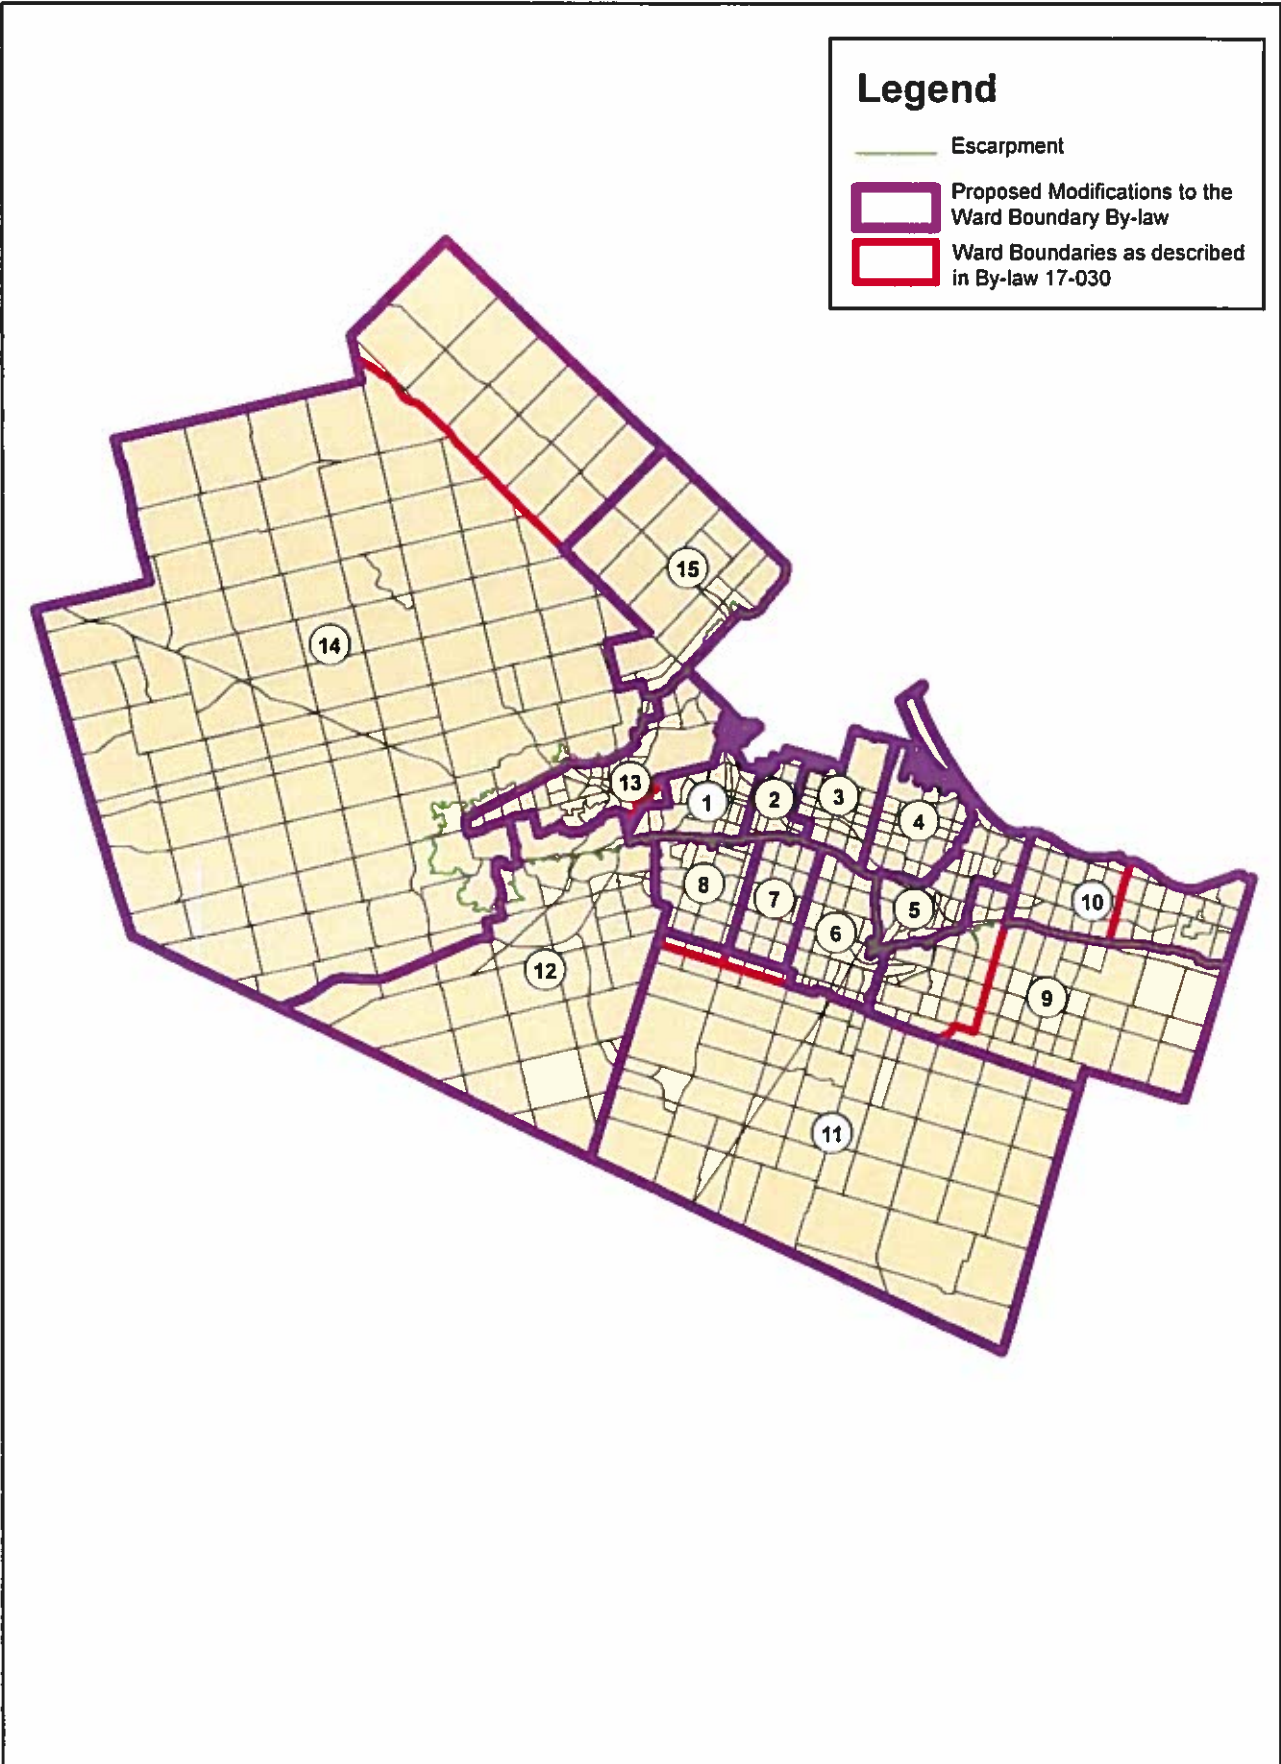 Legend
Escarpment
Proposed Modifications to the
Ward Boundary By-law
Ward Boundaries as described
in By-law 17-030
15
14
13
1
2
3
4
8
7
6
5
10
12
9
11